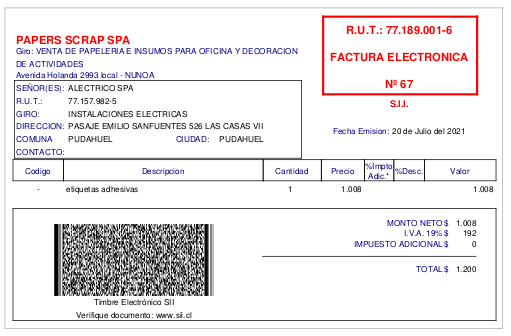 PAPERS SCRAP SPA
Giro: VENTA DE PAPELERIA E INSUMOS PARA OFICINA Y DECORACION
DE ACTIVIDADES
Avenida Holanda 2993 local - NUNOA
R.U.T.: 77.189.001-6
FACTURA ELECTRONICA
Nº 67
S.I.I.
Fecha Emision: 20 de Julio del 2021
SEÑOR(ES): ALECTRICO SPA
R.U.T.: 77.157.982-5
GIRO: INSTALACIONES ELECTRICAS
DIRECCION: PASAJE EMILIO SANFUENTES 526 LAS CASAS VII
COMUNA PUDAHUEL CIUDAD: PUDAHUEL
CONTACTO:
Codigo Descripcion Cantidad Precio %Impto Adic.* %Desc. Valor
- etiquetas adhesivas 1 1.008 1.008
MONTO NETO $ 1.008
I.V.A. 19% $ 192
IMPUESTO ADICIONAL $ 0
TOTAL $ 1.200
Timbre Electrónico SII
Verifique documento: www.sii.cl